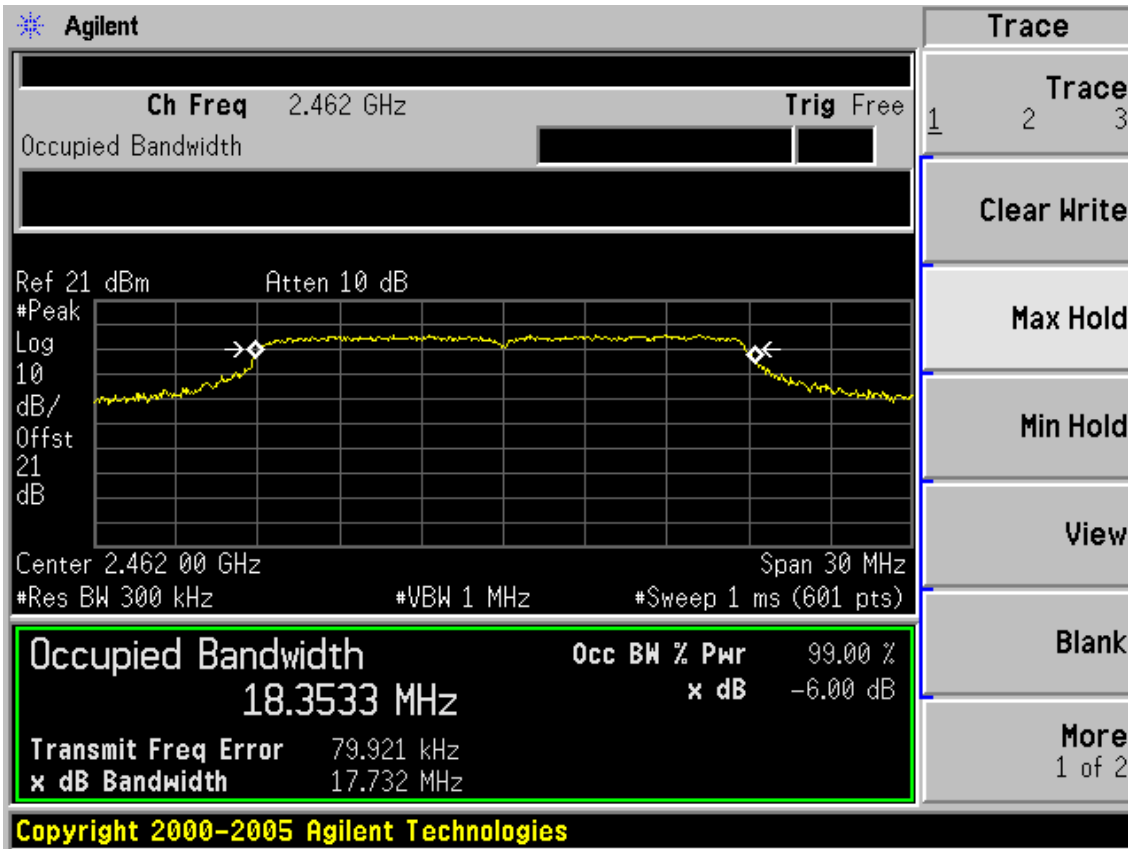 Agilent
Trace
Ch Freq 2.462 GHz Trig Free
Occupied Bandwidth
Trace
1 2 3
Clear Write
Max Hold
Min Hold
View
Blank
More
1 of 2
Ref 21 dBm Atten 10 dB
#Peak
Log
10
dB/
Offst
21
dB
Center 2.462 00 GHz Span 30 MHz
#Res BW 300 kHz #VBW 1 MHz #Sweep 1 ms (601 pts)
Occupied Bandwidth Occ BW % Pwr 99.00 %
18.3533 MHz x dB -6.00 dB
Transmit Freq Error 79.921 kHz
x dB Bandwidth 17.732 MHz
Copyright 2000-2005 Agilent Technologies